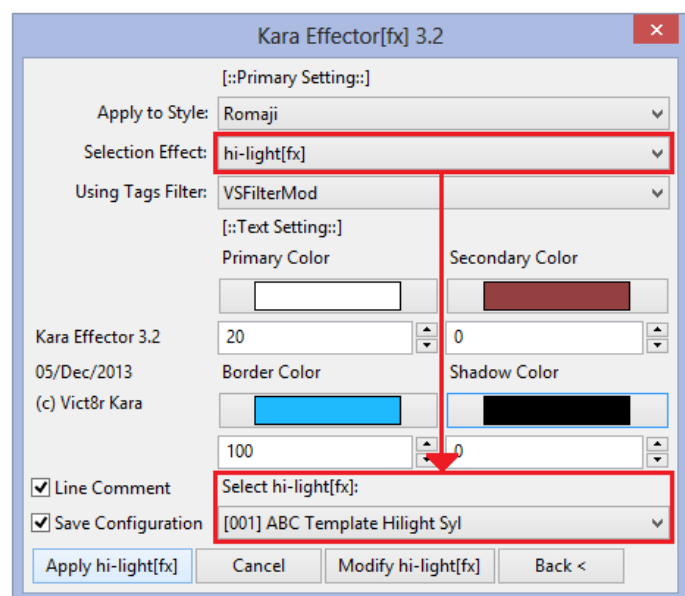 Kara Effector[fx] 3.2
[::Primary Setting::]
Apply to Style: Romaji
Selection Effect: hi-light[fx]
Using Tags Filter: VSFilterMod
[::Text Setting::]
Primary Color Secondary Color
Kara Effector 3.2 20 0
05/Dec/2013 Border Color Shadow Color
(c) Vict8r Kara
100 0
Line Comment Select hi-light[fx]:
Save Configuration [001] ABC Template Hilight Syl
Apply hi-light[fx] Cancel Modify hi-light[fx] Back <